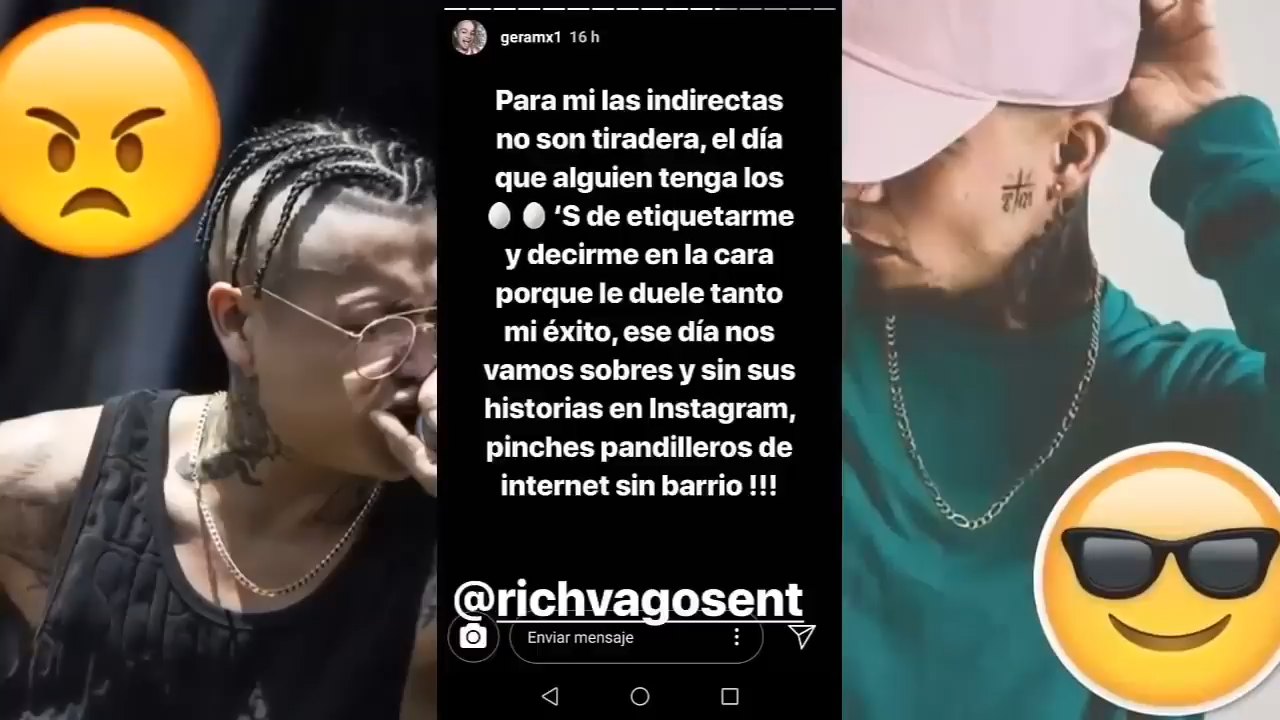 geramx1 16 h
Para mi las indirectas
no son tiradera, el día
que alguien tenga los
🥚🥚 ‘S de etiquetarme
y decirme en la cara
porque le duele tanto
mi éxito, ese día nos
vamos sobres y sin sus
historias en Instagram,
pinches pandilleros de
internet sin barrio !!!
@richvagosent
Enviar mensaje